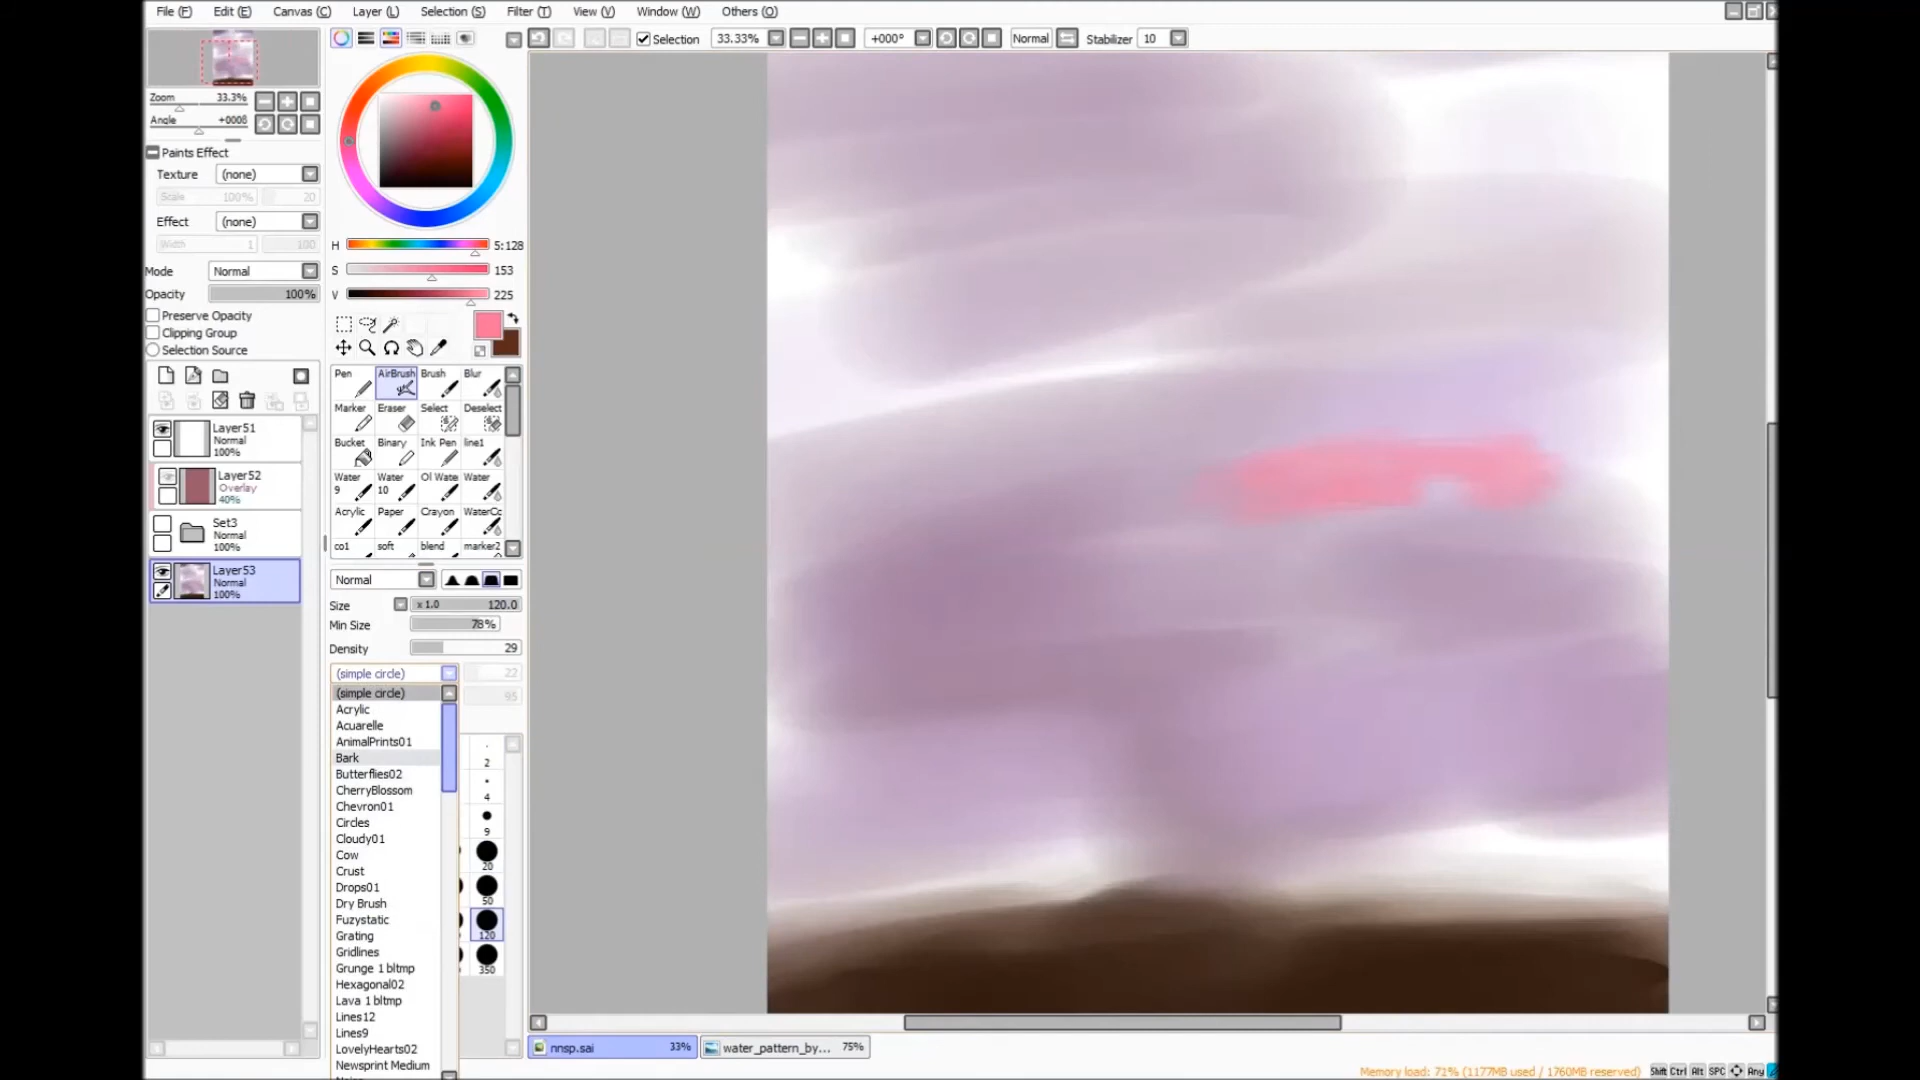 File (F) Edit (E) Canvas (C) Layer (L) Selection (S) Filter (T) View (V) Window (W) Others (O)
Selection 33.33% +000° Normal Stabilizer 10
Zoom 33.3%
Angle +000§
Paints Effect
Texture (none)
Scale 100% 20
Effect (none)
Width 1 100
Mode Normal
Opacity 100%
Preserve Opacity
Clipping Group
Selection Source
Layer51
Normal
100%
Layer52
Overlay
40%
Set3
Normal
100%
Layer53
Normal
100%
H 5:128
S 153
V 225
Pen AirBrush Brush Blur
Marker Eraser Select Deselect
Bucket Binary Ink Pen line1
Water Water Ol Wate Water
9 10
Acrylic Paper Crayon WaterCc
co1 soft blend marker2
Normal
Size x 1.0 120.0
Min Size 78%
Density 29
(simple circle) 22
(simple circle) 95
Acrylic
Acuarelle
AnimalPrints01
Bark
Butterflies02
CherryBlossom
Chevron01
Circles
Cloudy01
Cow
Crust
Drops01
Dry Brush
Fuzystatic
Grating
Gridlines
Grunge 1 bltmp
Hexagonal02
Lava 1 bltmp
Lines12
Lines9
LovelyHearts02
Newsprint Medium
2
4
9
20
50
120
350
nnsp.sai 33% water_pattern_by... 75%
Memory load: 71% (1177MB used / 1760MB reserved) Shift Ctrl Alt SPC Any